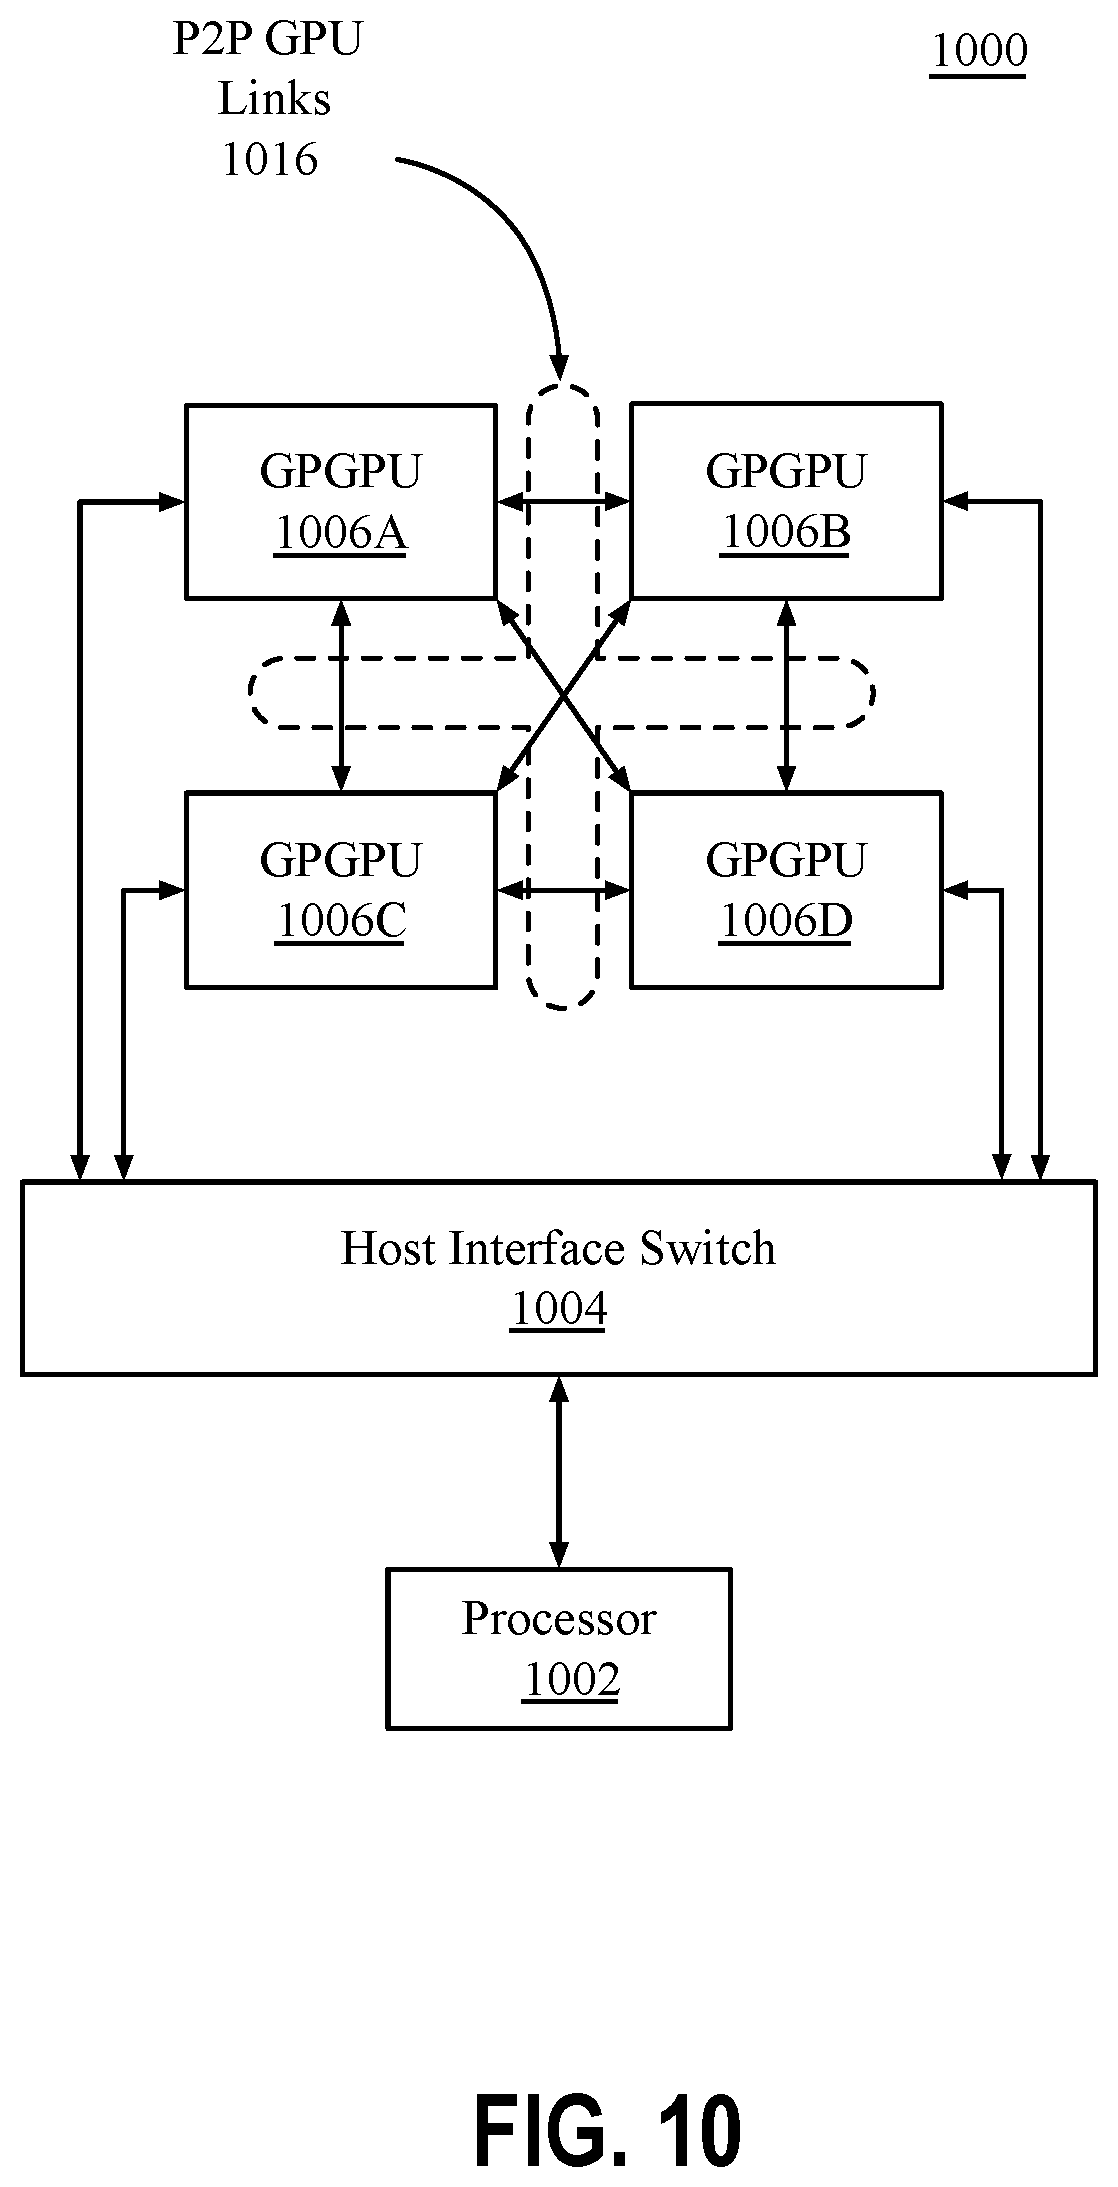 P2P GPU
Links
1016
1000
GPGPU
1006A
GPGPU
1006B
GPGPU
1006C
GPGPU
1006D
Host Interface Switch
1004
Processor
1002
FIG. 10